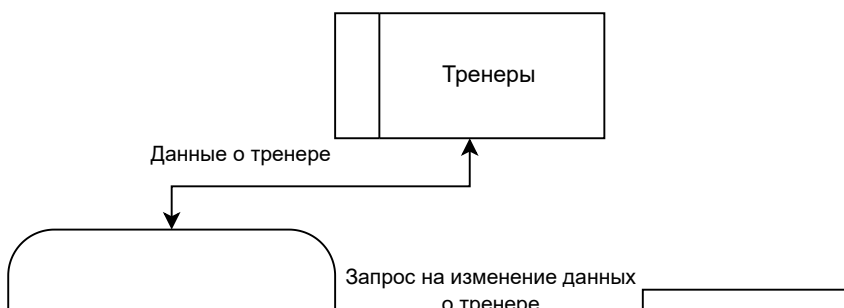 Тренеры
Данные о тренере
Запрос на изменение данных
о тренере